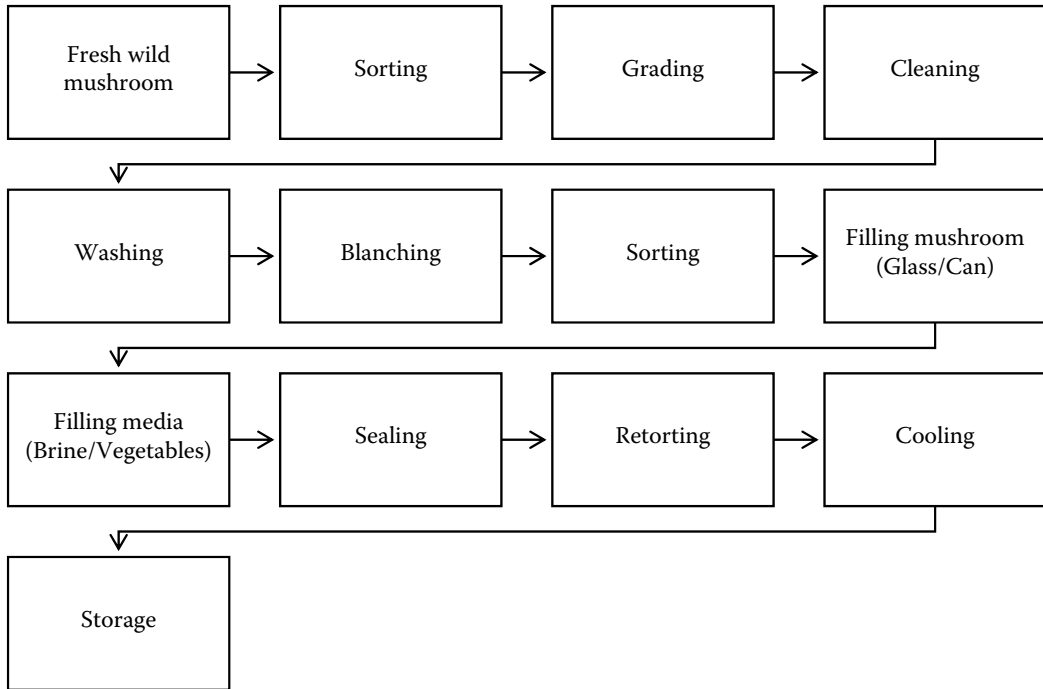 Fresh wild
mushroom
Sorting
Grading
Cleaning
Washing
Blanching
Sorting
Filling mushroom
(Glass/Can)
Filling media
(Brine/Vegetables)
Sealing
Retorting
Cooling
Storage